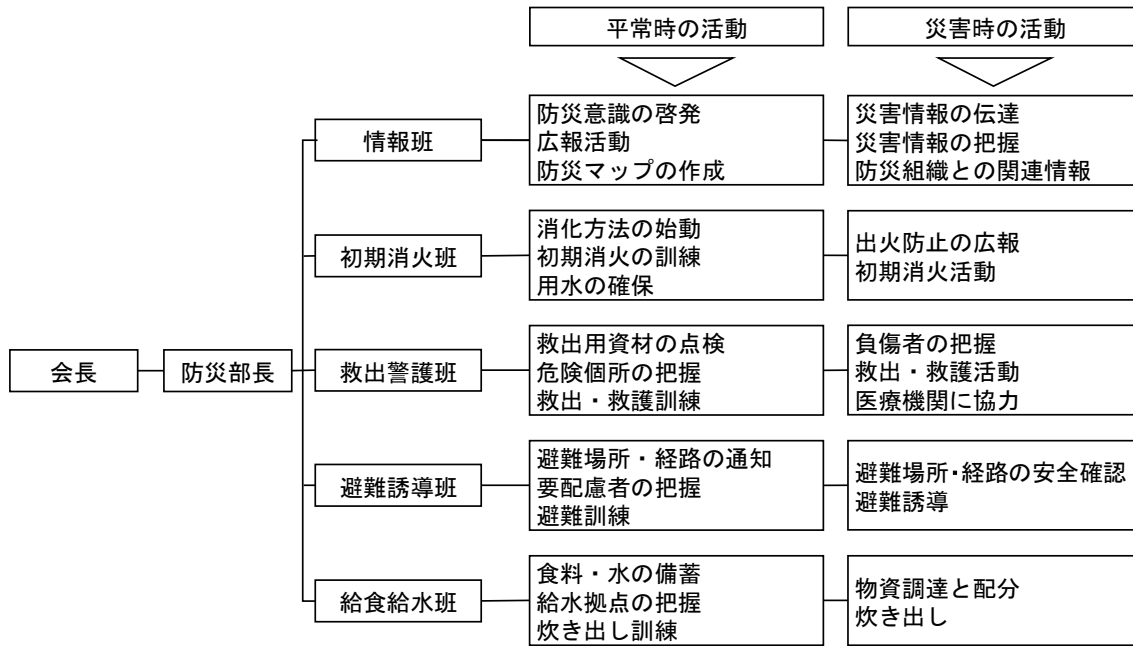 平常時の活動
災害時の活動
情報班
防災意識の啓発
広報活動
防災マップの作成
災害情報の伝達
災害情報の把握
防災組織との関連情報
初期消火班
消化方法の始動
初期消火の訓練
用水の確保
出火防止の広報
初期消火活動
会長
防災部長
救出警護班
救出用資材の点検
危険個所の把握
救出・救護訓練
負傷者の把握
救出・救護活動
医療機関に協力
避難誘導班
避難場所・経路の通知
要配慮者の把握
避難訓練
避難場所・経路の安全確認
避難誘導
給食給水班
食料・水の備蓄
給水拠点の把握
炊き出し訓練
物資調達と配分
炊き出し